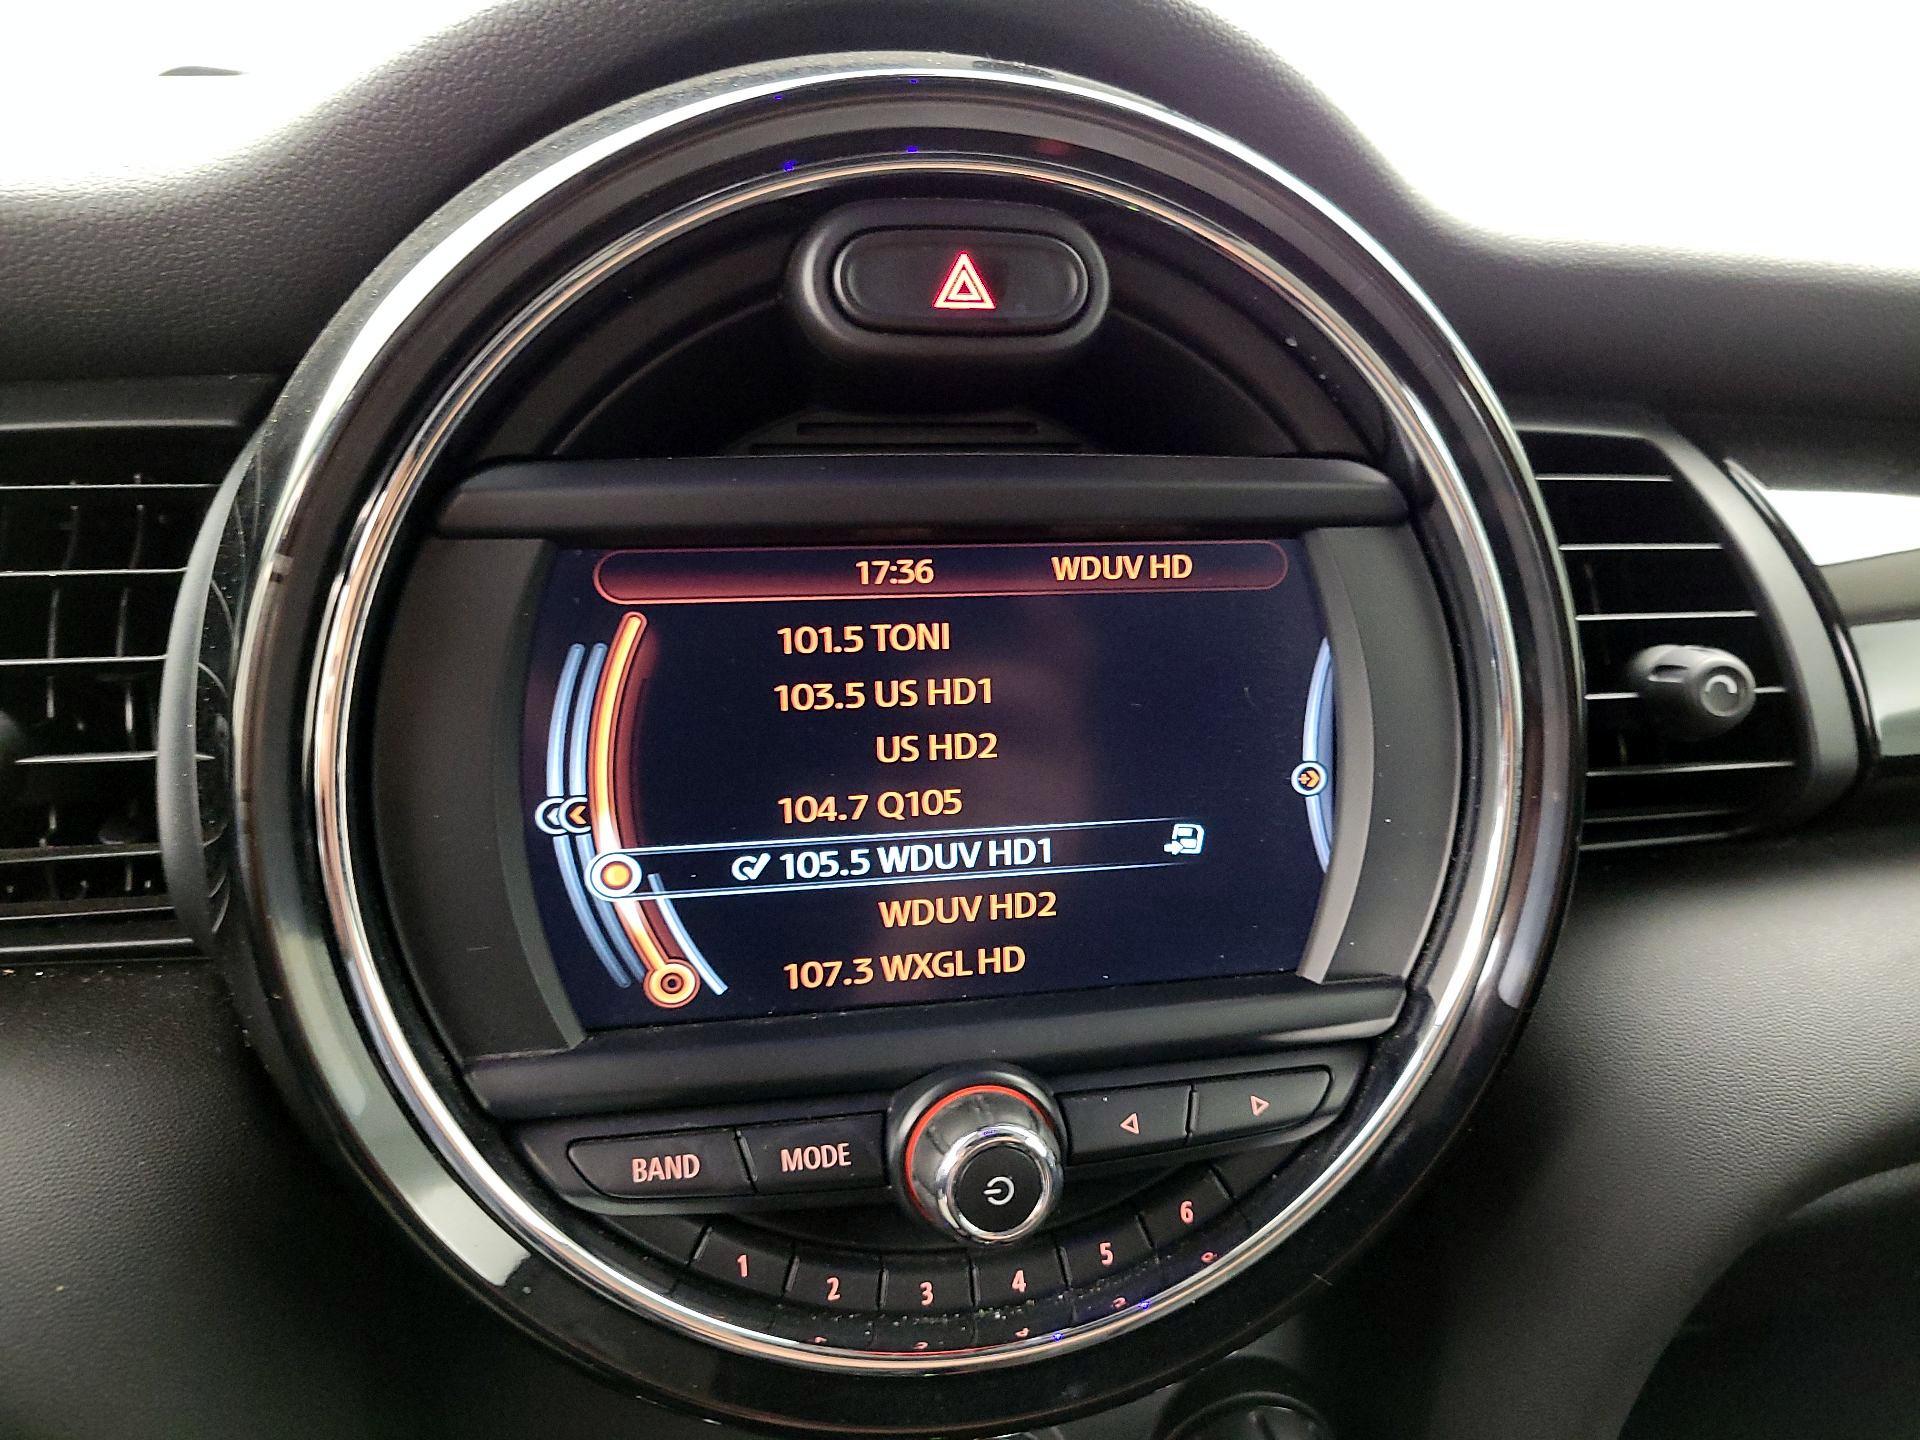 17:36 WDUV HD
101.5 TONI
103.5 US HD1
US HD2
104.7 Q105
105.5 WDUV HD1
WDUV HD2
107.3 WXGL HD
BAND MODE
1 2 3 4 5 6